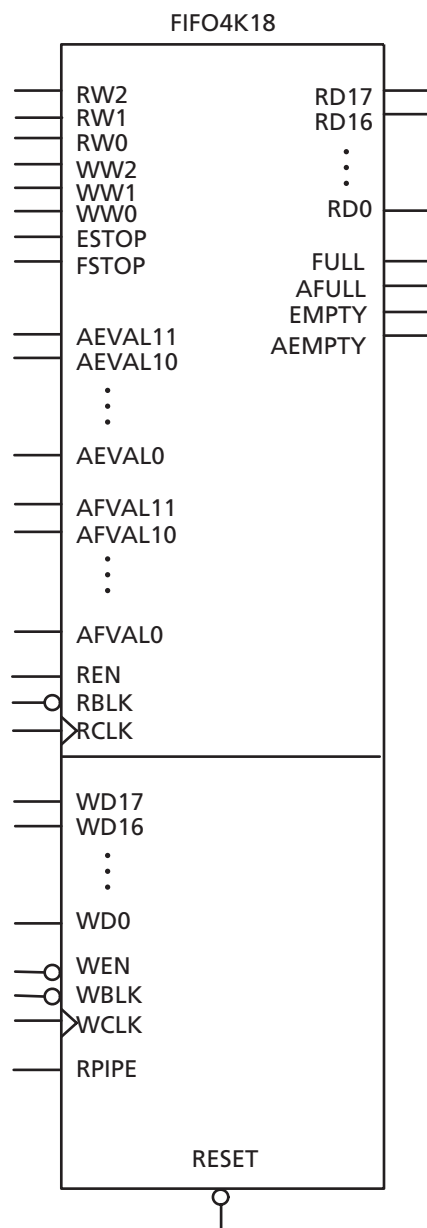 FIFO4K18
RW2
RD17
RW1
RD16
RW0
WW2
WW1
WW0
RD0
ESTOP
FSTOP
FULL
AFULL
EMPTY
AEVAL11
AEMPTY
AEVAL10
AEVAL0
AFVAL11
AFVAL10
AFVAL0
REN
RBLK
RCLK
WD17
WD16
WD0
WEN
WBLK
WCLK
RPIPE
RESET